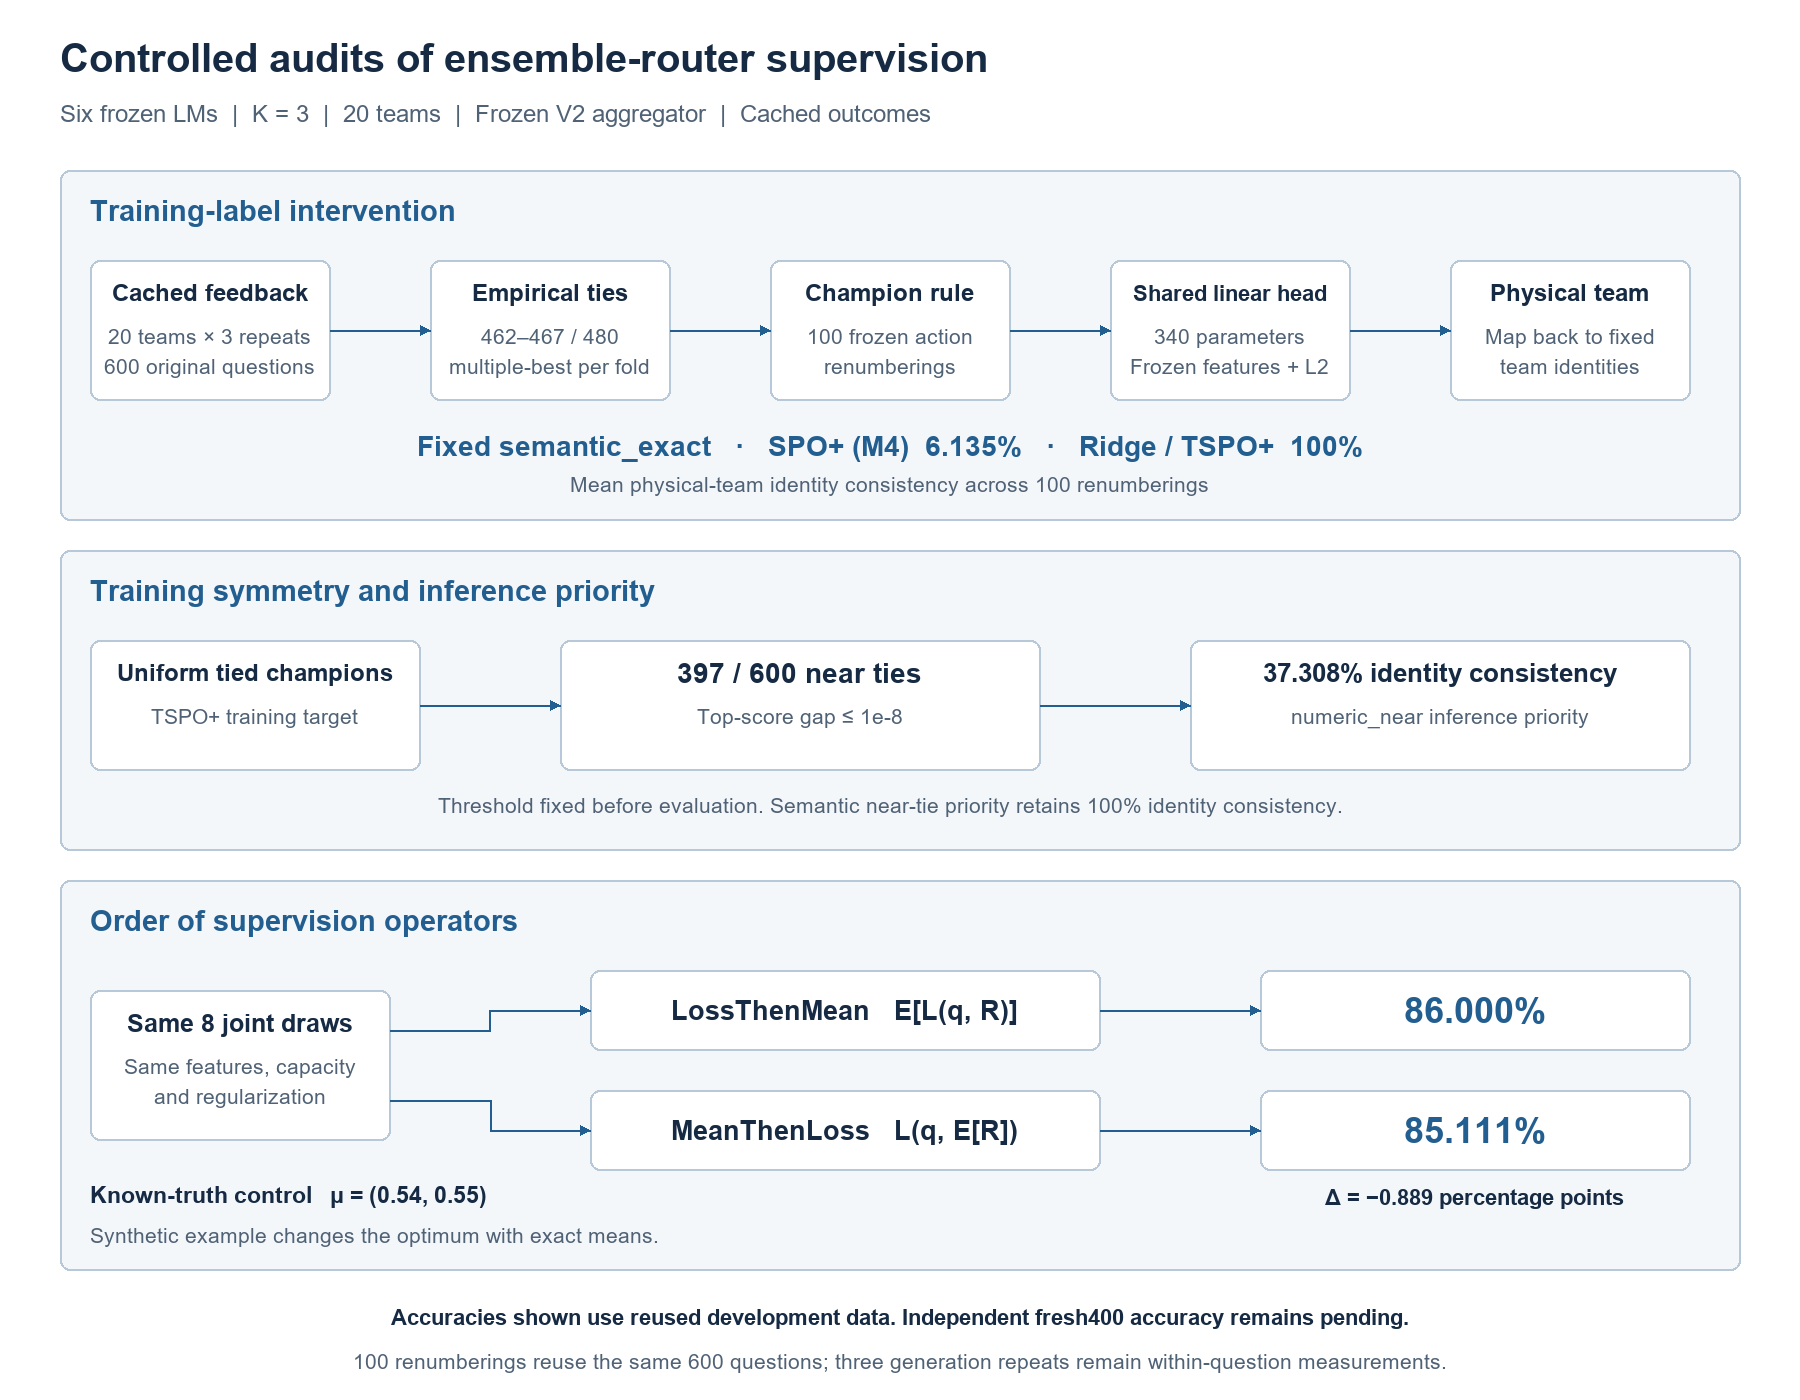 Controlled audits of ensemble-router supervision
Six frozen LMs | K = 3 | 20 teams | Frozen V2 aggregator | Cached outcomes
Training-label intervention
Cached feedback
20 teams × 3 repeats
600 original questions
Empirical ties
462–467 / 480
multiple-best per fold
Champion rule
100 frozen action
renumberings
Shared linear head
340 parameters
Frozen features + L2
Physical team
Map back to fixed
team identities
Fixed semantic_exact · SPO+ (M4) 6.135% · Ridge / TSPO+ 100%
Mean physical-team identity consistency across 100 renumberings
Training symmetry and inference priority
Uniform tied champions
TSPO+ training target
397 / 600 near ties
Top-score gap ≤ 1e-8
37.308% identity consistency
numeric_near inference priority
Threshold fixed before evaluation. Semantic near-tie priority retains 100% identity consistency.
Order of supervision operators
Same 8 joint draws
Same features, capacity
and regularization
LossThenMean E[L(q, R)]
86.000%
MeanThenLoss L(q, E[R])
85.111%
Known-truth control μ = (0.54, 0.55)
Δ = −0.889 percentage points
Synthetic example changes the optimum with exact means.
Accuracies shown use reused development data. Independent fresh400 accuracy remains pending.
100 renumberings reuse the same 600 questions; three generation repeats remain within-question measurements.